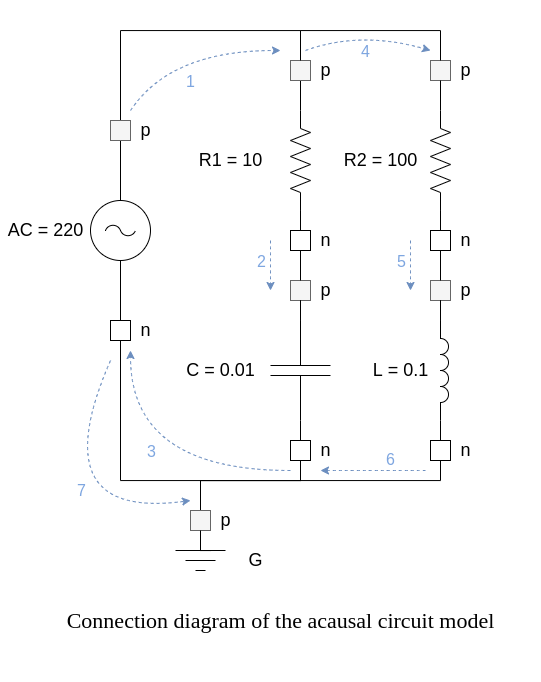 4
1
p
p
p
R1 = 10
R2 = 100
AC = 220
n
n
2
5
p
p
n
C = 0.01
L = 0.1
3
n
n
6
7
p
G
Connection diagram of the acausal circuit model